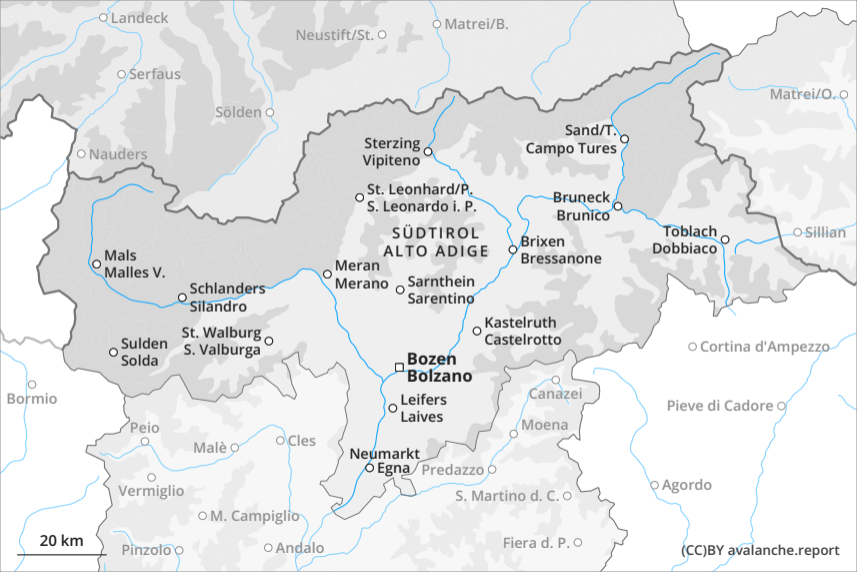 Landeck
Matrei/B.
Neustift/St.
Serfaus
Matrei/O.
Sölden
Sand/T.
Campo Tures
Sterzing
Vipiteno
Nauders
St. Leonhard/P.
S. Leonardo i. P.
Bruneck
Brunico
SÜDTIROL
ALTO ADIGE
Toblach
Dobbiaco
Sillian
Brixen
Bressanone
Mals
Malles V.
Meran
Merano
Sarnthein
Sarentino
Schlanders
Silandro
Kastelruth
Castelrotto
St. Walburg
S. Valburga
Sulden
Solda
Cortina d'Ampezzo
Bozen
Bolzano
Bormio
Canazei
Leifers
Laives
Pieve di Cadore
Peio
Moena
Cles
Malè
Neumarkt
Egna
Predazzo
Vermiglio
Agordo
S. Martino d. C.
M. Campiglio
20 km
Pinzolo
Andalo
Fiera d. P.
(CC)BY avalanche.report